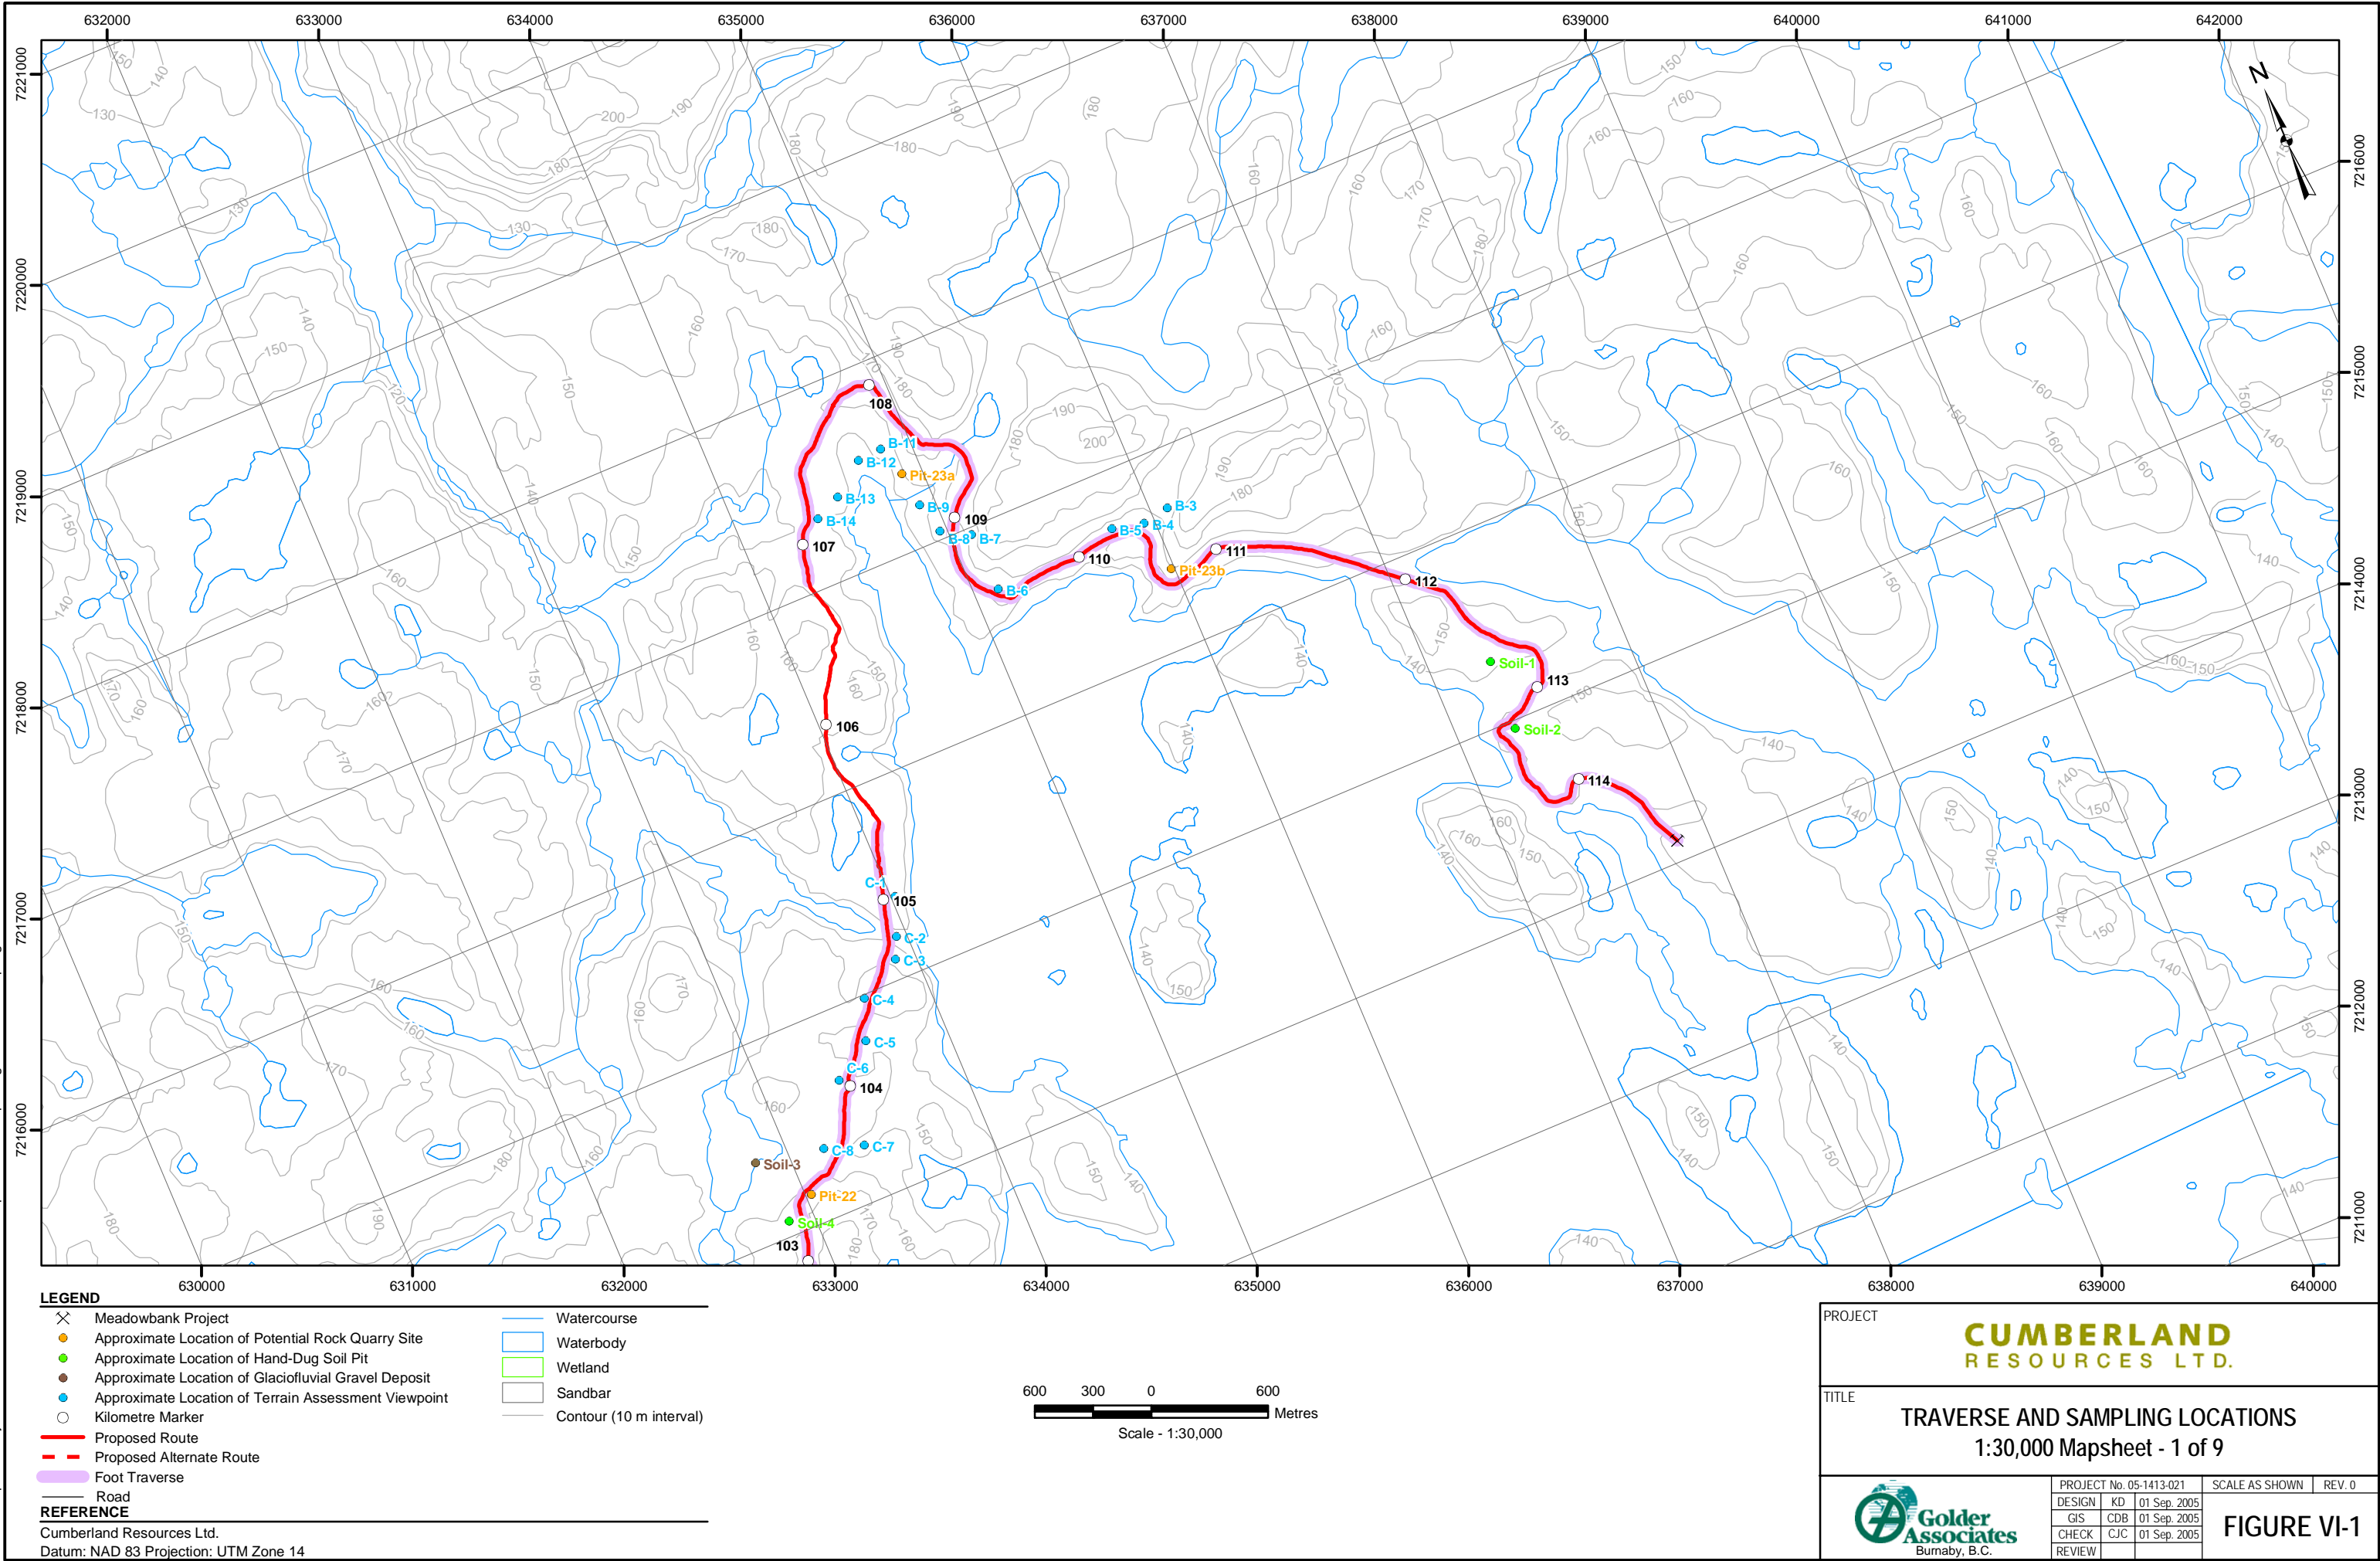 632000 633000 634000 635000 636000 637000 638000 639000 640000 641000 642000
7221000
7220000
7219000
7218000
7217000
7216000
7216000
7215000
7214000
7213000
7212000
7211000
N
108
B-11
B-12
Pit-23a
B-13
B-9
B-14
109
B-8
B-7
107
B-3
B-4
B-5
110
111
Pit-23b
B-6
112
Soil-1
113
Soil-2
106
114
C-1
105
C-2
C-3
C-4
C-5
C-6
104
C-7
C-8
Soil-3
Pit-22
Soil-4
103
630000 631000 632000 633000 634000 635000 636000 637000 638000 639000 640000
LEGEND
Meadowbank Project
Approximate Location of Potential Rock Quarry Site
Approximate Location of Hand-Dug Soil Pit
Approximate Location of Glaciofluvial Gravel Deposit
Approximate Location of Terrain Assessment Viewpoint
Kilometre Marker
Proposed Route
Proposed Alternate Route
Foot Traverse
Road
Watercourse
Waterbody
Wetland
Sandbar
Contour (10 m interval)
REFERENCE
Cumberland Resources Ltd.
Datum: NAD 83 Projection: UTM Zone 14
600 300 0 600
Metres
Scale - 1:30,000
PROJECT
CUMBERLAND
RESOURCES LTD.
TITLE
TRAVERSE AND SAMPLING LOCATIONS
1:30,000 Mapsheet - 1 of 9
Golder
Associates
Burnaby, B.C.
PROJECT No. 05-1413-021 SCALE AS SHOWN REV. 0
DESIGN KD 01 Sep. 2005
GIS CDB 01 Sep. 2005
CHECK CJC 01 Sep. 2005
REVIEW
FIGURE VI-1